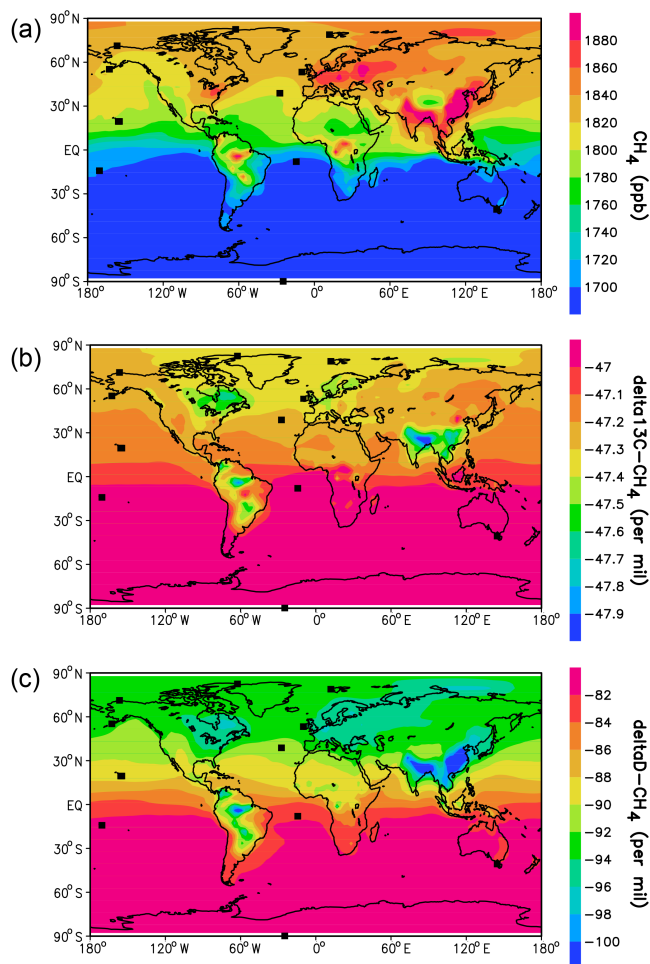 (a)
90°N
60°N
30°N
EQ
30°S
60°S
90°S
180°
120°W
60°W
0°
60°E
120°E
180°
1880
1860
1840
1820
1800
1780
1760
1740
1720
1700
CH4 (ppb)
(b)
90°N
60°N
30°N
EQ
30°S
60°S
90°S
180°
120°W
60°W
0°
60°E
120°E
180°
−47
−47.1
−47.2
−47.3
−47.4
−47.5
−47.6
−47.7
−47.8
−47.9
delta13C−CH4 (per mil)
(c)
90°N
60°N
30°N
EQ
30°S
60°S
90°S
180°
120°W
60°W
0°
60°E
120°E
180°
−82
−84
−86
−88
−90
−92
−94
−96
−98
−100
deltaD−CH4 (per mil)